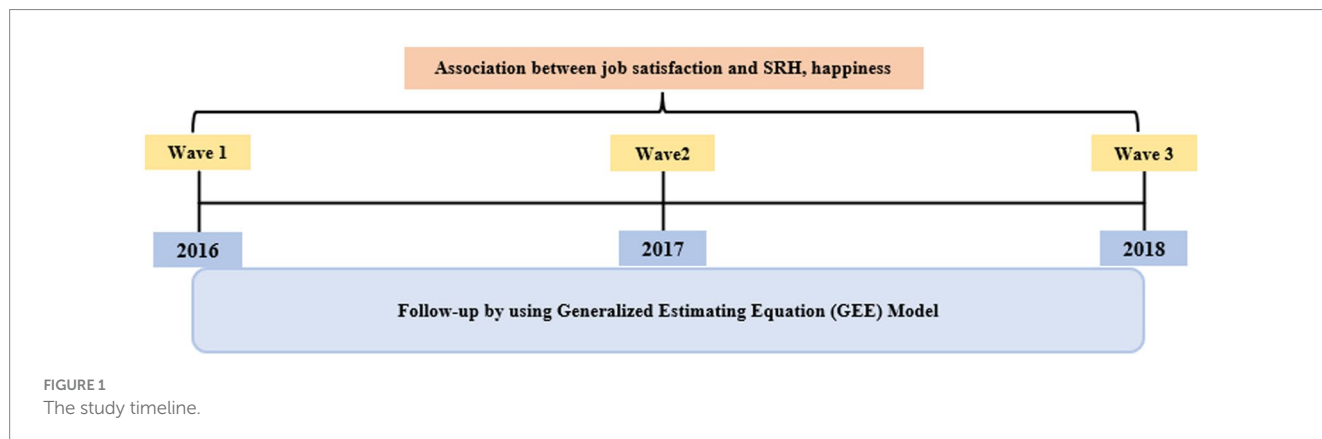 Association between job satisfaction and SRH, happiness
Wave 1
Wave2
Wave 3
2016
2017
2018
Follow-up by using Generalized Estimating Equation (GEE) Model
FIGURE 1
The study timeline.